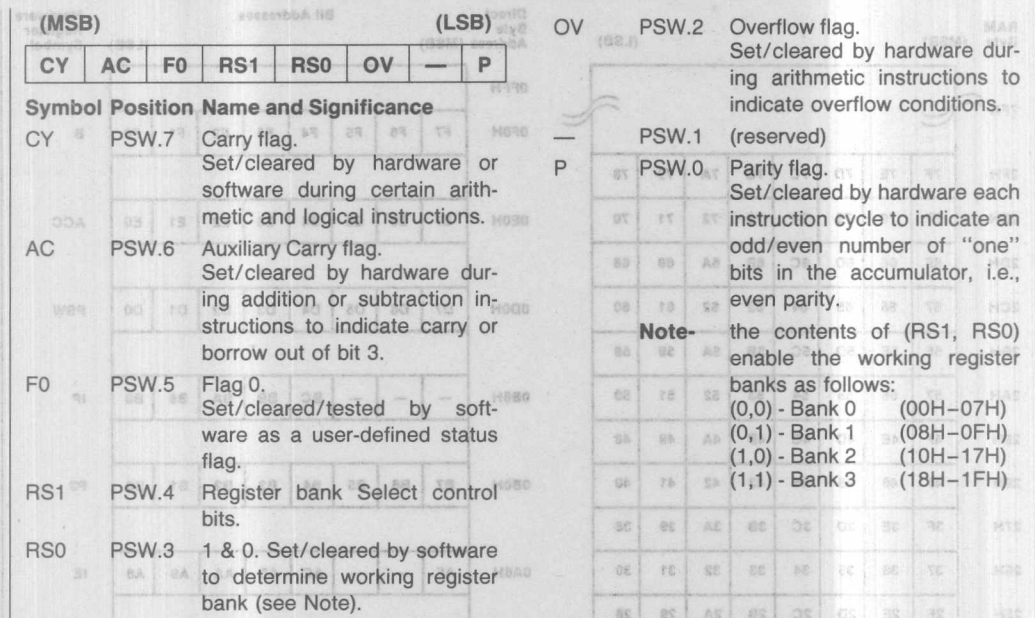 (MSB) (LSB)
CY AC F0 RS1 RS0 OV — P
Symbol Position Name and Significance
CY PSW.7 Carry flag.
Set/cleared by hardware or
software during certain arith-
metic and logical instructions.
AC PSW.6 Auxiliary Carry flag.
Set/cleared by hardware dur-
ing addition or subtraction in-
structions to indicate carry or
borrow out of bit 3.
F0 PSW.5 Flag 0.
Set/cleared/tested by soft-
ware as a user-defined status
flag.
RS1 PSW.4 Register bank Select control
bits.
RS0 PSW.3 1 & 0. Set/cleared by software
to determine working register
bank (see Note).
OV PSW.2 Overflow flag.
Set/cleared by hardware dur-
ing arithmetic instructions to
indicate overflow conditions.
— PSW.1 (reserved)
P PSW.0 Parity flag.
Set/cleared by hardware each
instruction cycle to indicate an
odd/even number of "one"
bits in the accumulator, i.e.,
even parity.
Note- the contents of (RS1, RS0)
enable the working register
banks as follows:
(0,0) - Bank 0 (00H–07H)
(0,1) - Bank 1 (08H–0FH)
(1,0) - Bank 2 (10H–17H)
(1,1) - Bank 3 (18H–1FH)